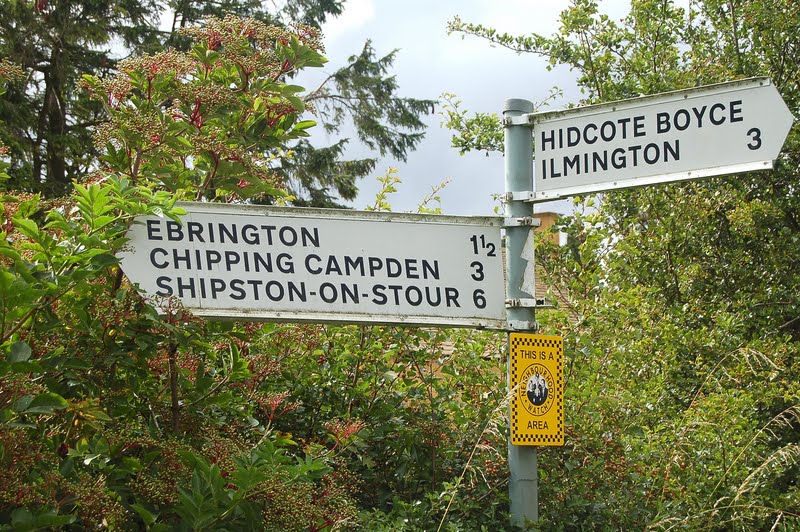 HIDCOTE BOYCE
ILMINGTON 3
EBRINGTON 1½
CHIPPING CAMPDEN 3
SHIPSTON-ON-STOUR 6
THIS IS A
NEIGHBOURHOOD
WATCH
AREA